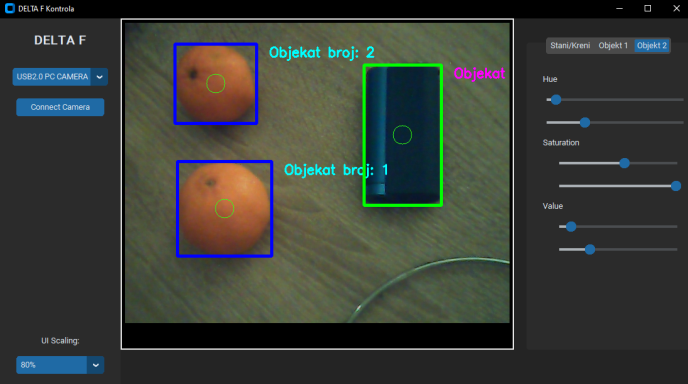 DELTA F Kontrola
DELTA F
USB2.0 PC CAMERA
Connect Camera
UI Scaling:
80%
Objekat broj: 2
Objekat
Objekat broj: 1
Stani/Kreni
Objekt 1
Objekt 2
Hue
Saturation
Value